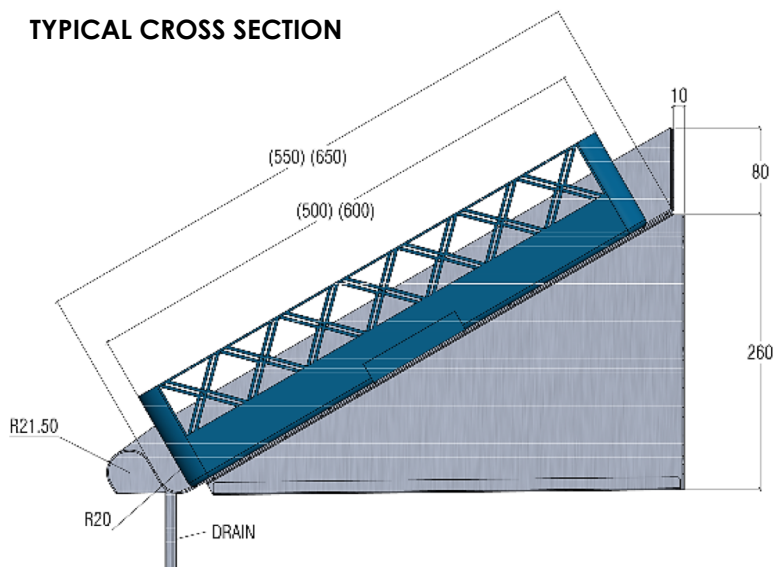 TYPICAL CROSS SECTION
10
(550) (650)
80
(500) (600)
260
R21.50
R20
DRAIN